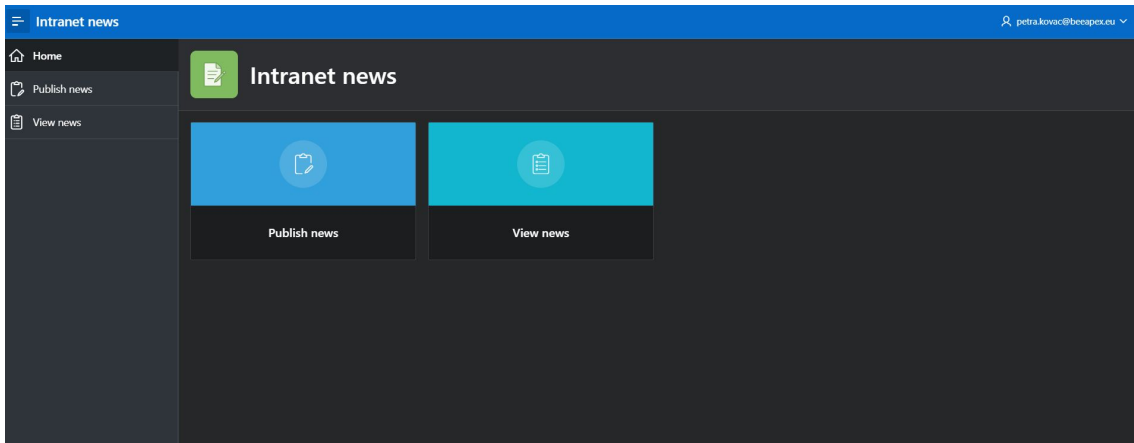 Intranet news
petra.kovac@beeapex.eu
Home
Publish news
View news
Intranet news
Publish news
View news